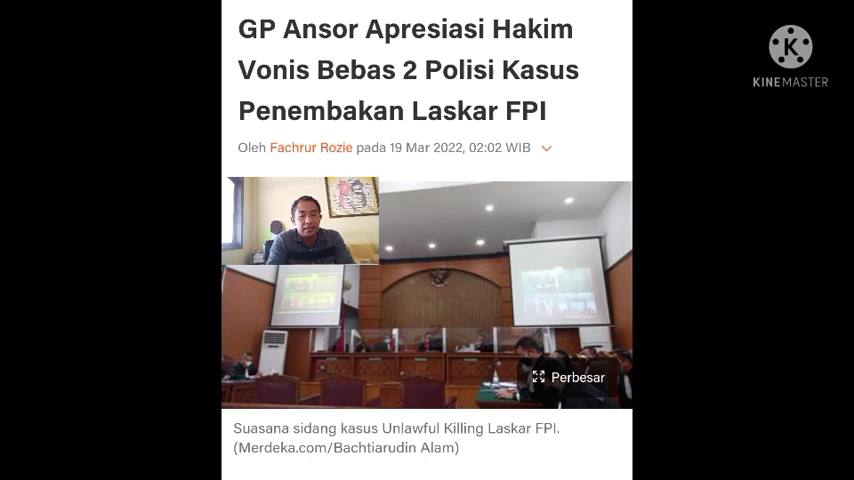 GP Ansor Apresiasi Hakim
Vonis Bebas 2 Polisi Kasus
Penembakan Laskar FPI
Oleh Fachrur Rozie pada 19 Mar 2022, 02:02 WIB
KINEMASTER
Perbesar
Suasana sidang kasus Unlawful Killing Laskar FPI.
(Merdeka.com/Bachtiarudin Alam)